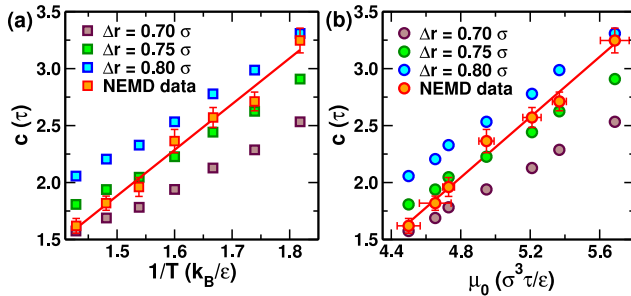 (a)
3.5
3.0
2.5
2.0
1.5
c (τ)
Δr = 0.70 σ
Δr = 0.75 σ
Δr = 0.80 σ
NEMD data
1.5 1.6 1.7 1.8
1/T (k_B/ε)
(b)
3.5
3.0
2.5
2.0
1.5
c (τ)
Δr = 0.70 σ
Δr = 0.75 σ
Δr = 0.80 σ
NEMD data
4.4 4.8 5.2 5.6
μ₀ (σ³τ/ε)